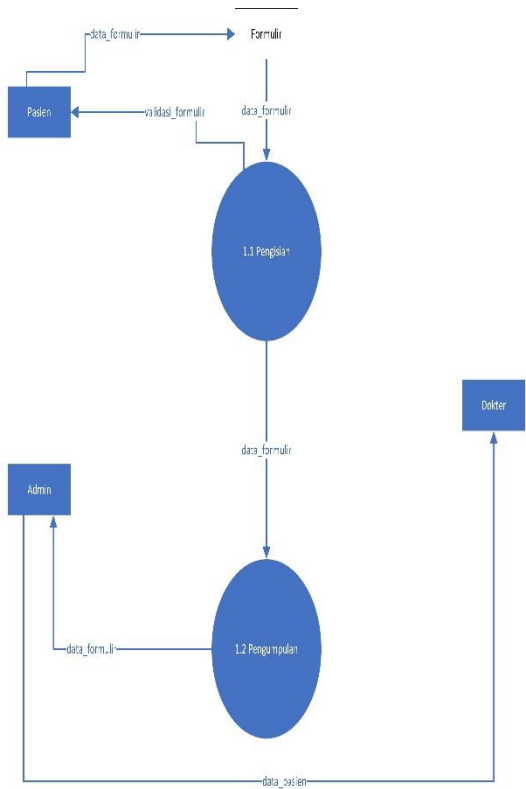 data_formulir
Formulir
Pasien
validasi_formulir
data_formulir
1.1 Pengisian
Dokter
data_formulir
Admin
data_formulir
1.2 Pengumpulan
data_pasien